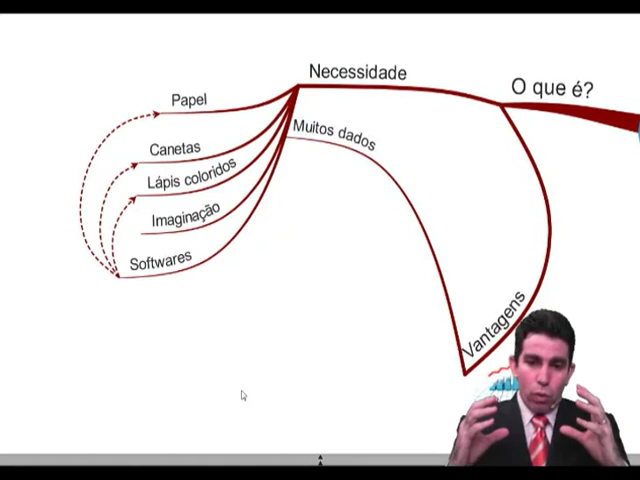 Necessidade
O que é?
Papel
Muitos dados
Canetas
Lápis coloridos
Imaginação
Softwares
Vantagens